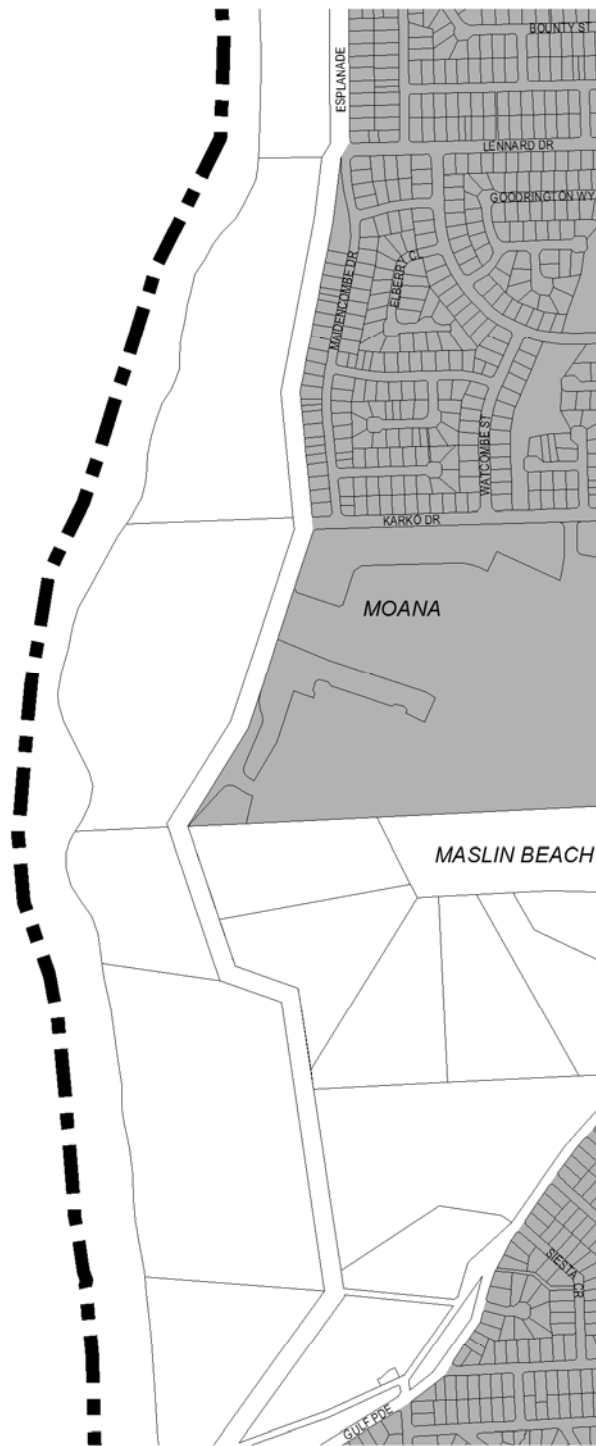 BOUNTY ST
ESPLANADE
LENNARD DR
GOODRINGTON WY
MAIDENCOMBE DR
ELBERRY CL
WATCOMBE ST
KARKO DR
MOANA
MASLIN BEACH
SIESTA CR
GULF PDE